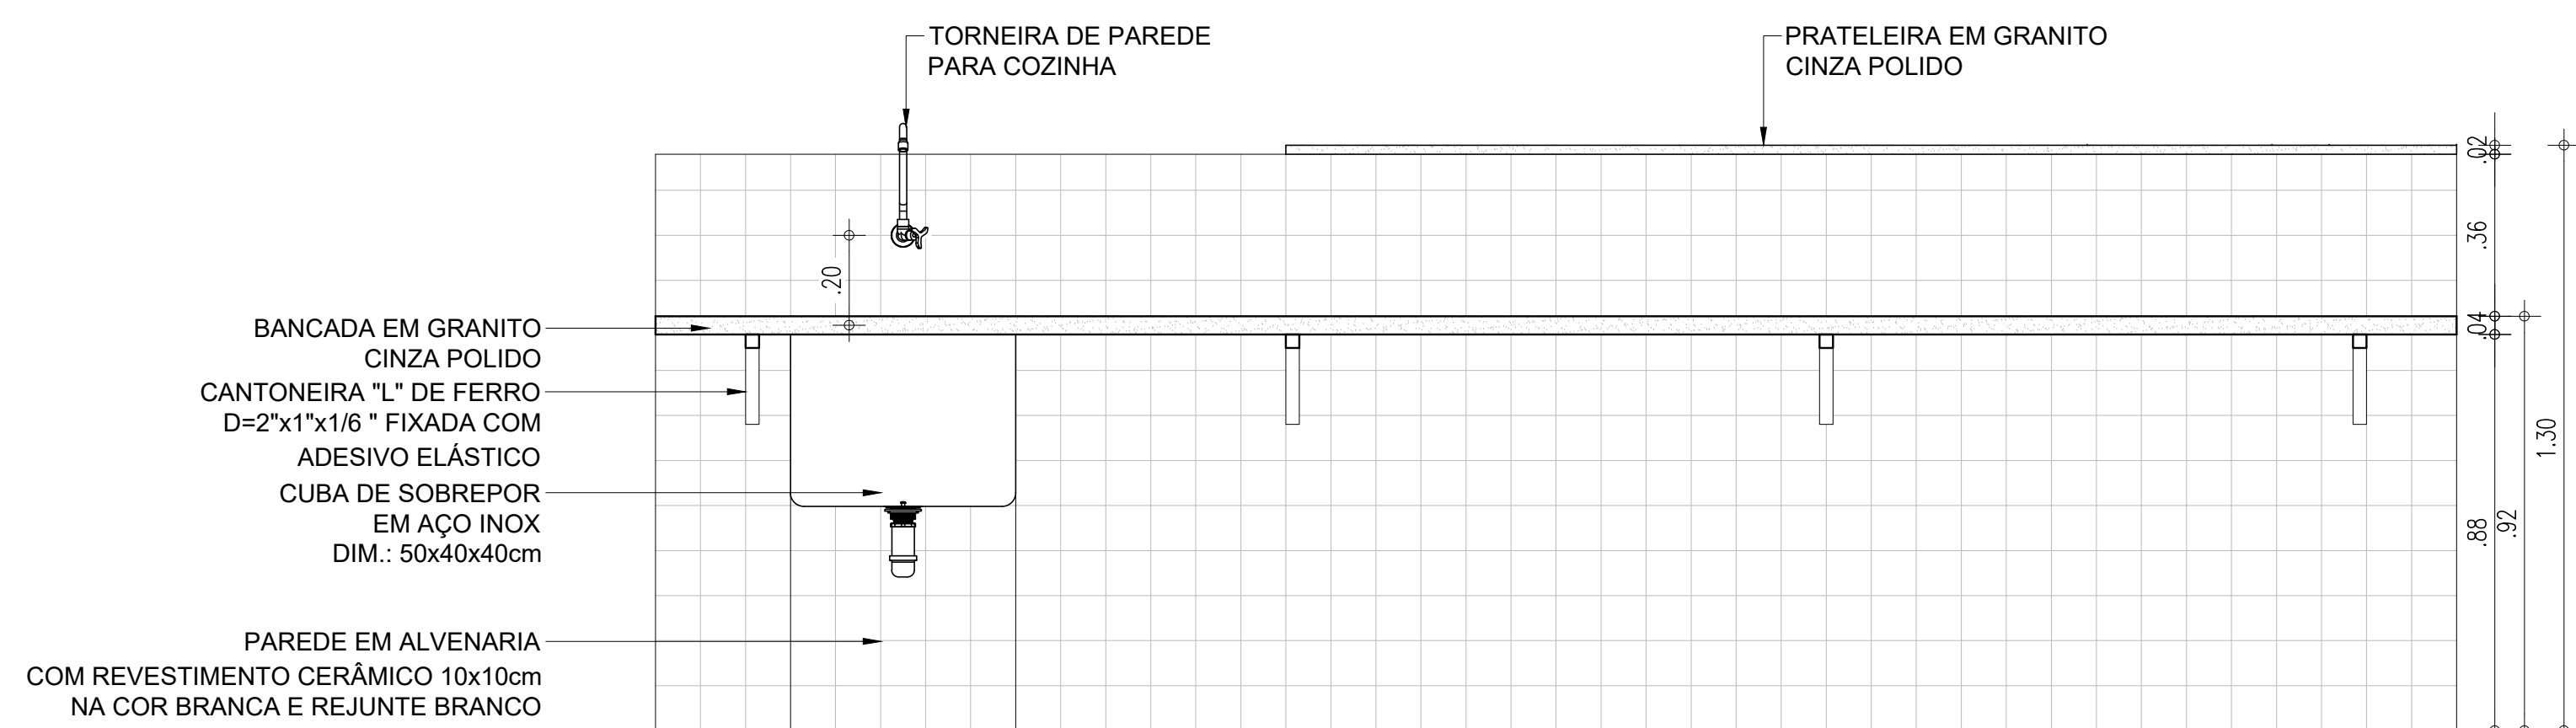 TORNEIRA DE PAREDE
PARA COZINHA
PRATELEIRA EM GRANITO
CINZA POLIDO
.02
.36
.20
BANCADA EM GRANITO
CINZA POLIDO
.04
CANTONEIRA "L" DE FERRO
D=2"x1"x1/6 " FIXADA COM
ADESIVO ELÁSTICO
1.30
CUBA DE SOBREPOR
EM AÇO INOX
DIM.: 50x40x40cm
.88
.92
PAREDE EM ALVENARIA
COM REVESTIMENTO CERÂMICO 10x10cm
NA COR BRANCA E REJUNTE BRANCO